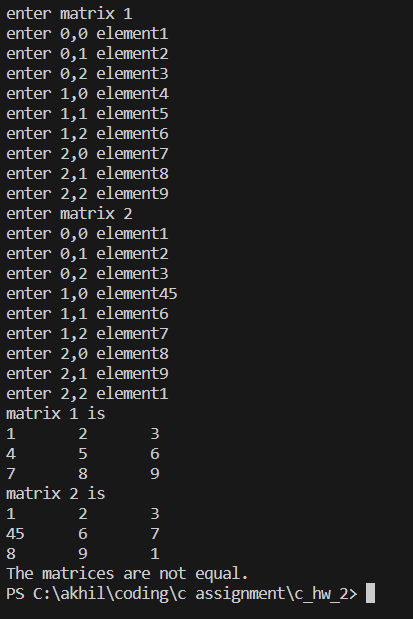 enter matrix 1
enter 0,0 element1
enter 0,1 element2
enter 0,2 element3
enter 1,0 element4
enter 1,1 element5
enter 1,2 element6
enter 2,0 element7
enter 2,1 element8
enter 2,2 element9
enter matrix 2
enter 0,0 element1
enter 0,1 element2
enter 0,2 element3
enter 1,0 element45
enter 1,1 element6
enter 1,2 element7
enter 2,0 element8
enter 2,1 element9
enter 2,2 element1
matrix 1 is
1 2 3
4 5 6
7 8 9
matrix 2 is
1 2 3
45 6 7
8 9 1
The matrices are not equal.
PS C:\akhil\coding\c assignment\c_hw_2>